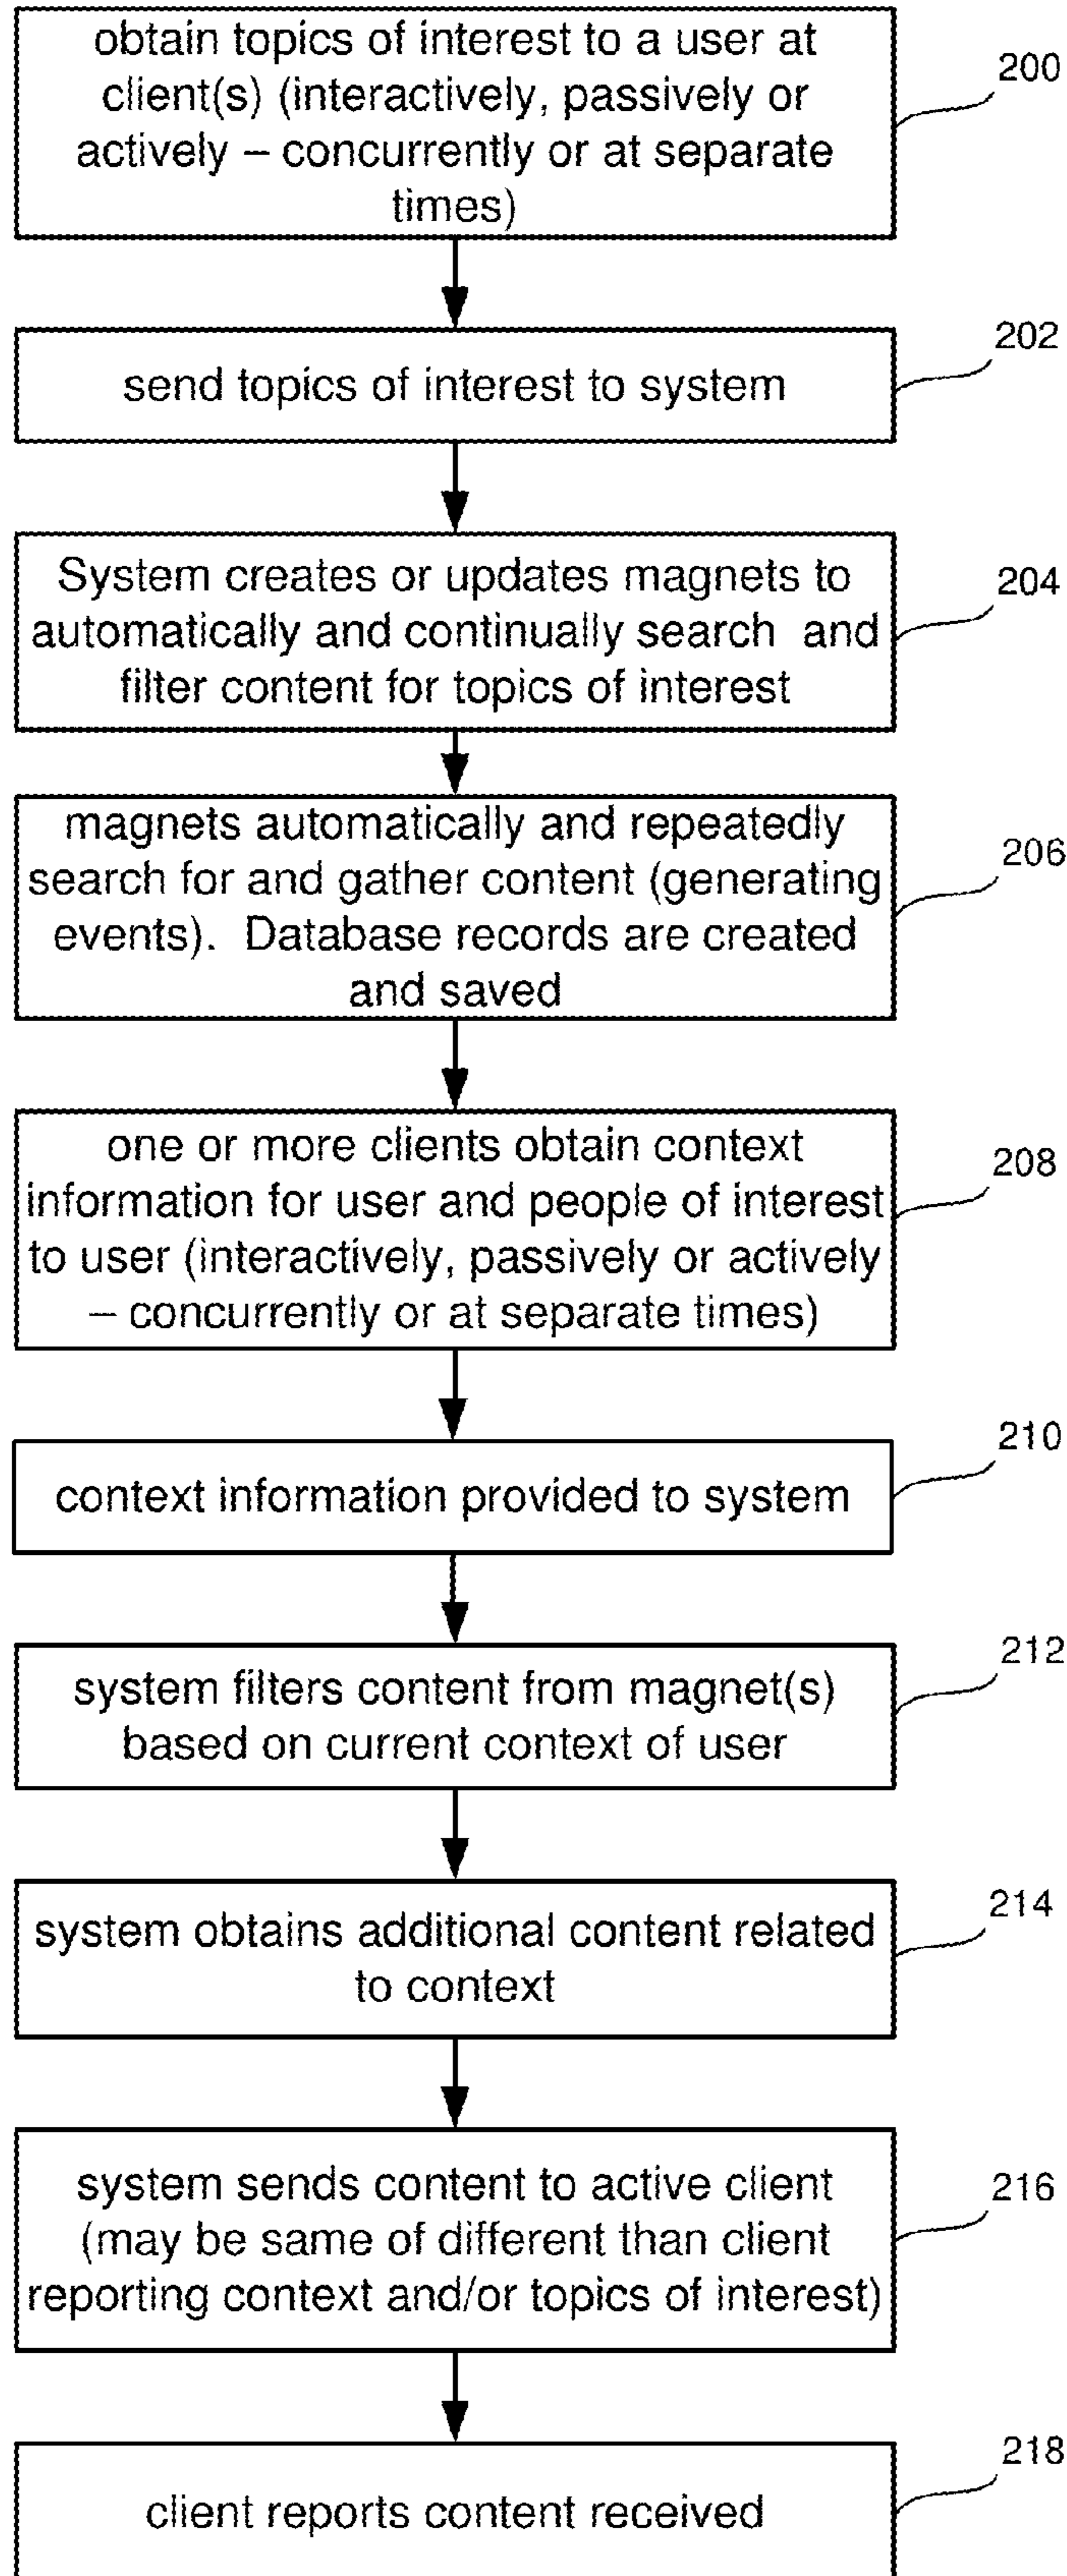 obtain topics of interest to a user at
client(s) (interactively, passively or
actively – concurrently or at separate
times)
200
send topics of interest to system
202
System creates or updates magnets to
automatically and continually search and
filter content for topics of interest
204
magnets automatically and repeatedly
search for and gather content (generating
events). Database records are created
and saved
206
one or more clients obtain context
information for user and people of interest
to user (interactively, passively or actively
– concurrently or at separate times)
208
context information provided to system
210
system filters content from magnet(s)
based on current context of user
212
system obtains additional content related
to context
214
system sends content to active client
(may be same of different than client
reporting context and/or topics of interest)
216
client reports content received
218